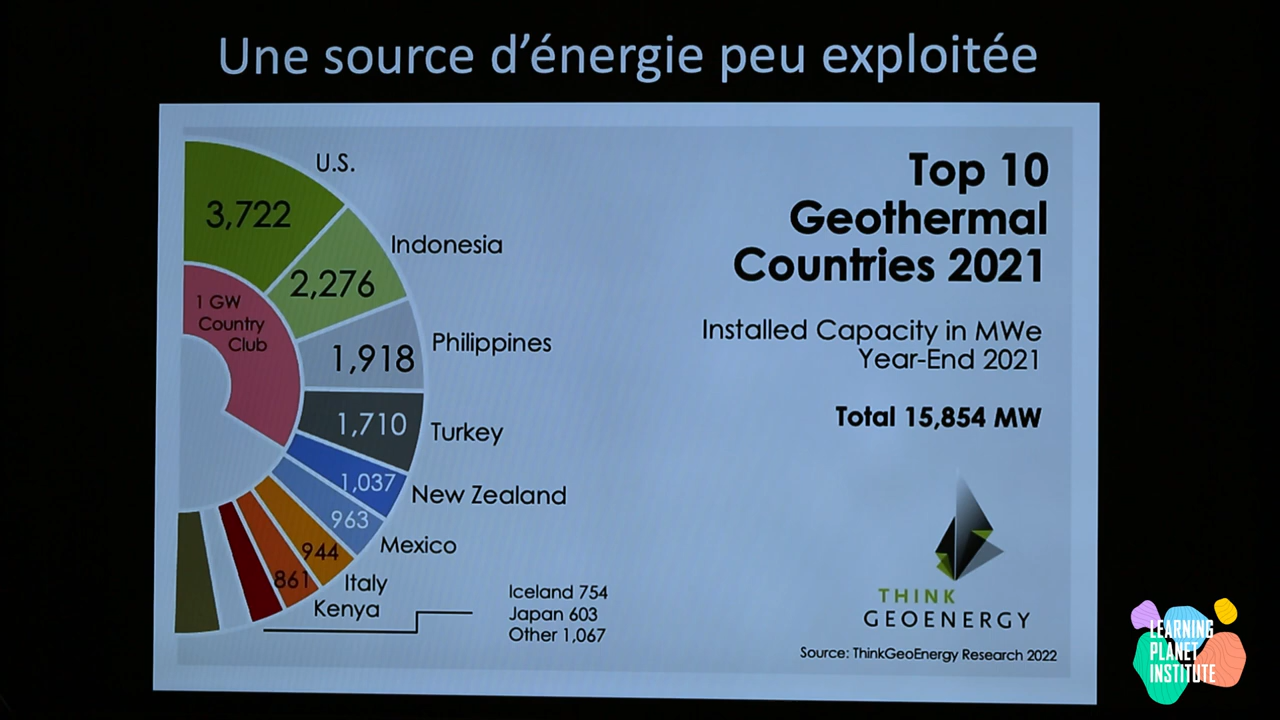 Une source d’énergie peu exploitée
Top 10
Geothermal
Countries 2021
Installed Capacity in MWe
Year-End 2021
Total 15,854 MW
U.S.
3,722
Indonesia
2,276
1 GW
Country
Club
Philippines
1,918
Turkey
1,710
New Zealand
1,037
963
Mexico
944
Italy
861
Kenya
Iceland 754
Japan 603
Other 1,067
THINK
GEOENERGY
Source: ThinkGeoEnergy Research 2022
LEARNING
PLANET
INSTITUTE